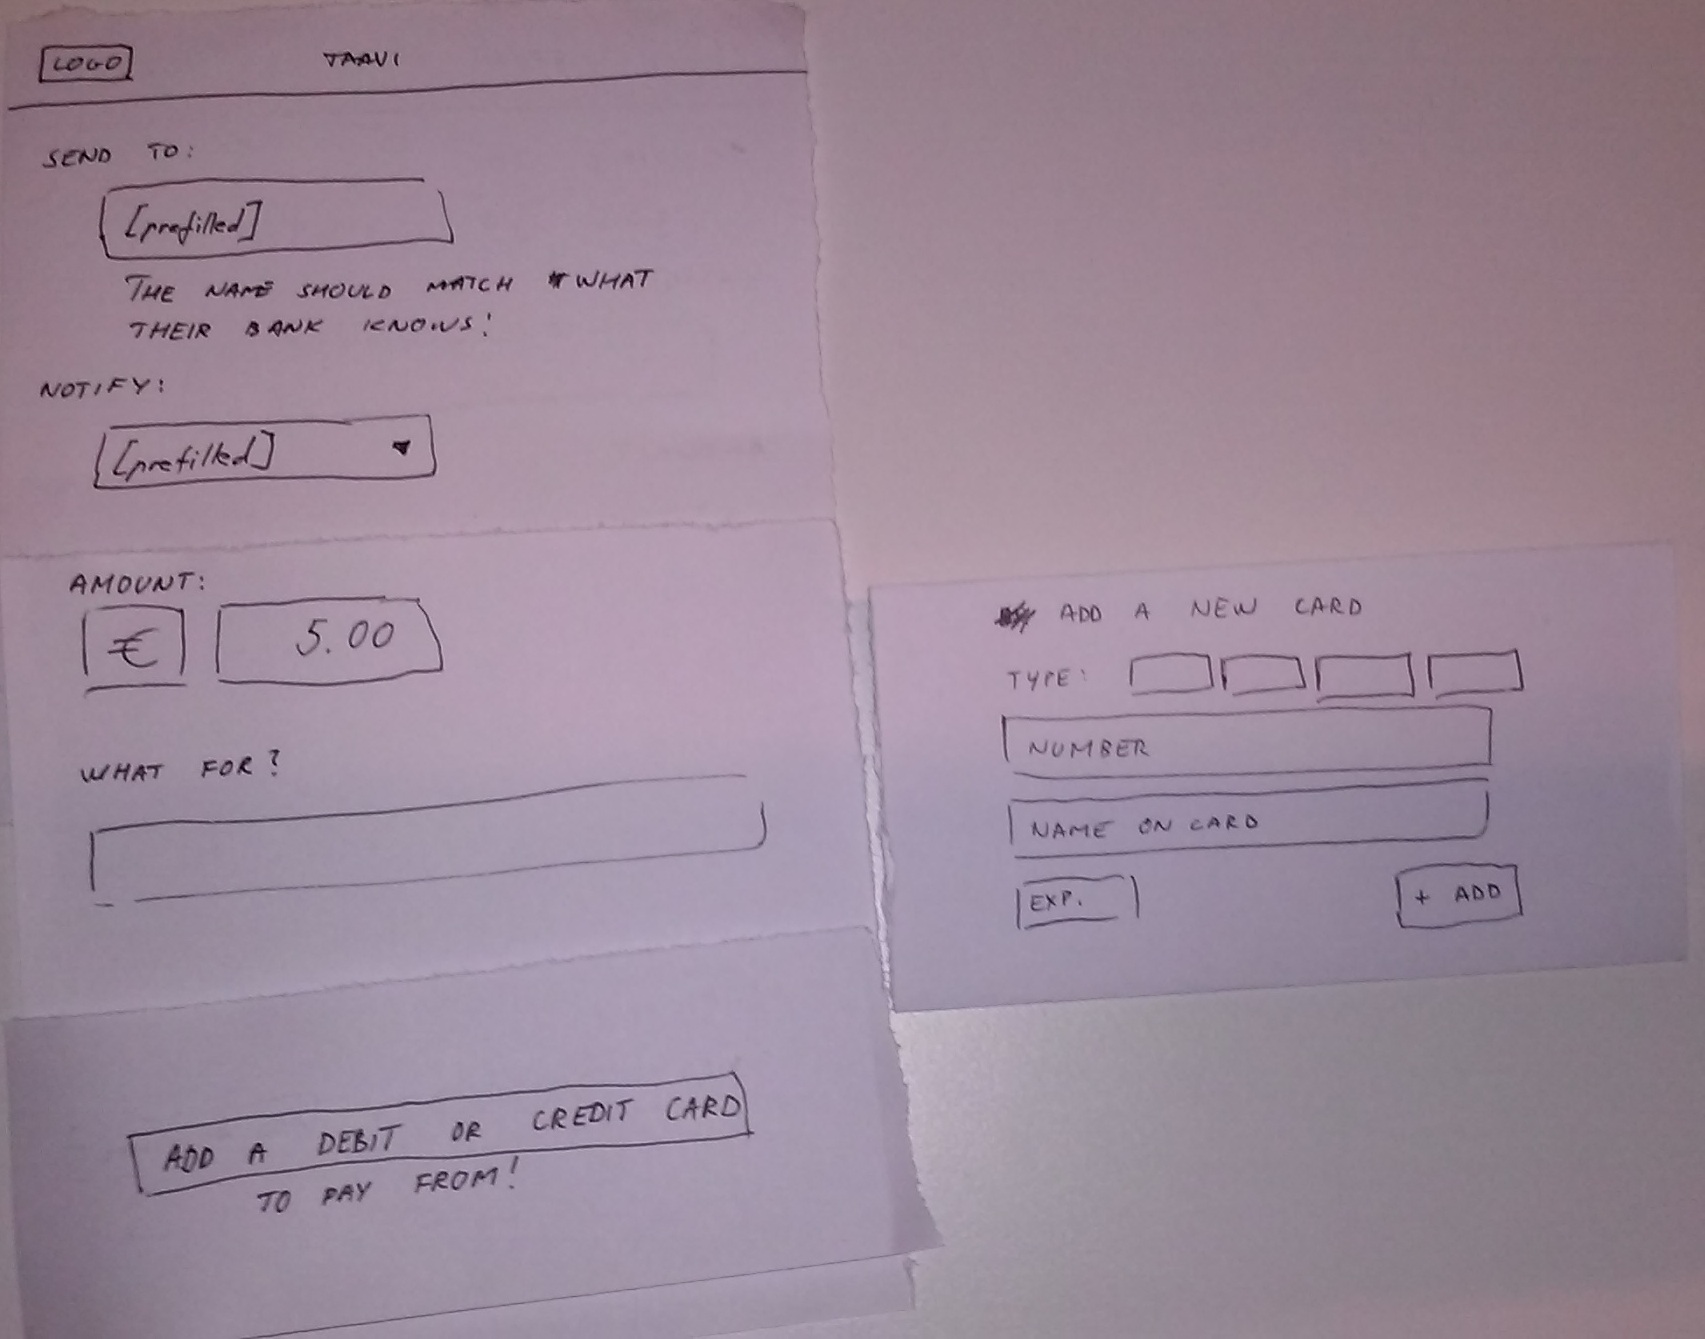 LOGO
TAAVI
SEND TO:
[prefilled]
THE NAME SHOULD MATCH WHAT
THEIR BANK KNOWS!
NOTIFY:
[prefilled]
AMOUNT:
€ 5.00
WHAT FOR?
ADD A DEBIT OR CREDIT CARD
TO PAY FROM!
ADD A NEW CARD
TYPE:
NUMBER
NAME ON CARD
EXP.
+ ADD